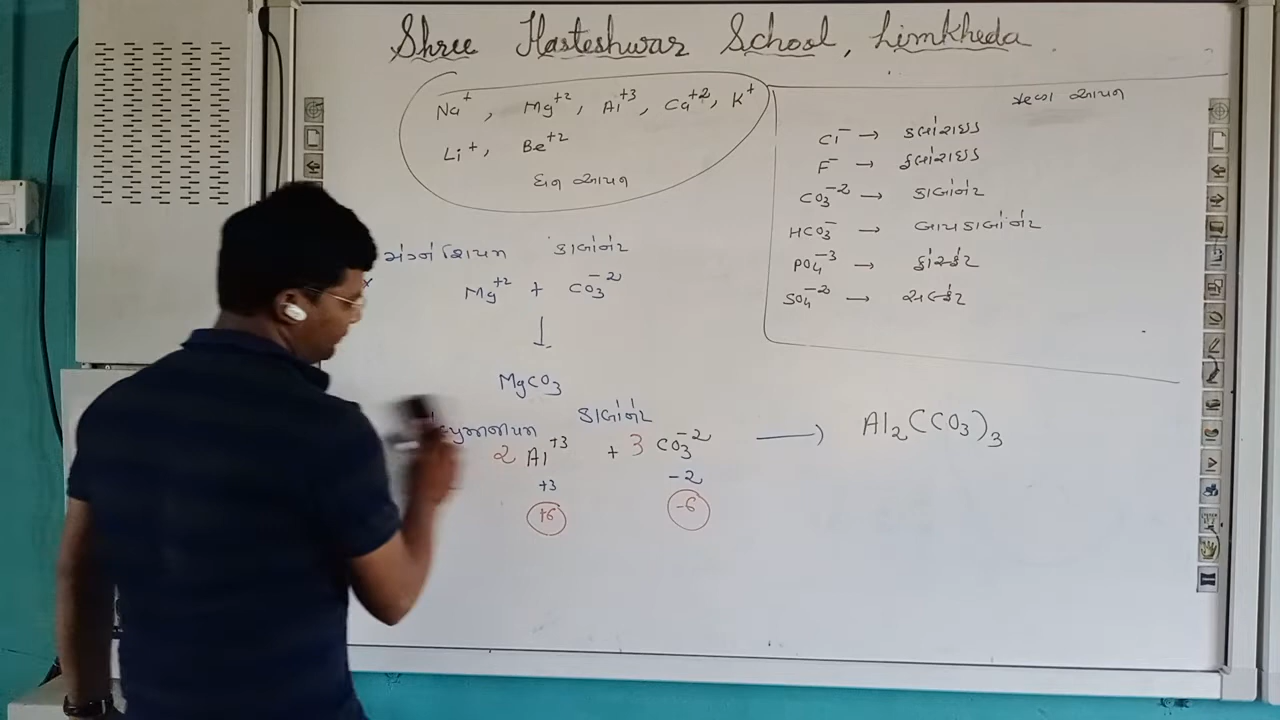 Shree Hasteshwar School, Limkheda
Na⁺, Mg⁺², Al⁺³, Ca⁺², K⁺
Li⁺, Be⁺²
ઘન આયન
આયન
Cl⁻ → ક્લોરાઇડ
F⁻ → ફ્લોરાઇડ
CO₃⁻² → કાર્બોનેટ
HCO₃⁻ → બાયકાર્બોનેટ
PO₄⁻³ → ફોસ્ફેટ
SO₄⁻² → સલ્ફેટ
મેગ્નેશિયમ કાર્બોનેટ
Mg⁺² + CO₃⁻²
↓
MgCO₃
કાર્બોનેટ
2 Al⁺³ + 3 CO₃⁻² → Al₂(CO₃)₃
+3 -2
+6 -6